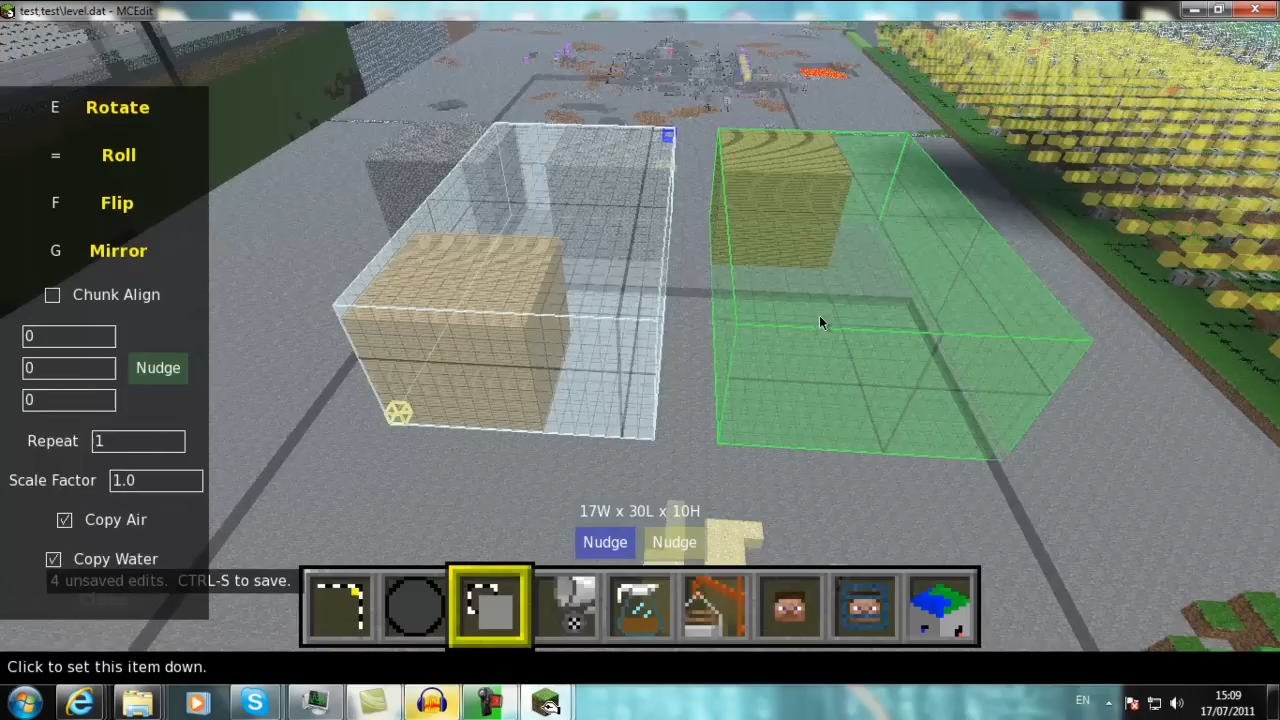 test,test\level.dat - MCEdit
E Rotate
= Roll
F Flip
G Mirror
Chunk Align
0
0 Nudge
0
Repeat 1
Scale Factor 1.0
Copy Air
Copy Water
4 unsaved edits. CTRL-S to save.
Close
17W x 30L x 10H
Nudge Nudge
Click to set this item down.
EN
15:09
17/07/2011